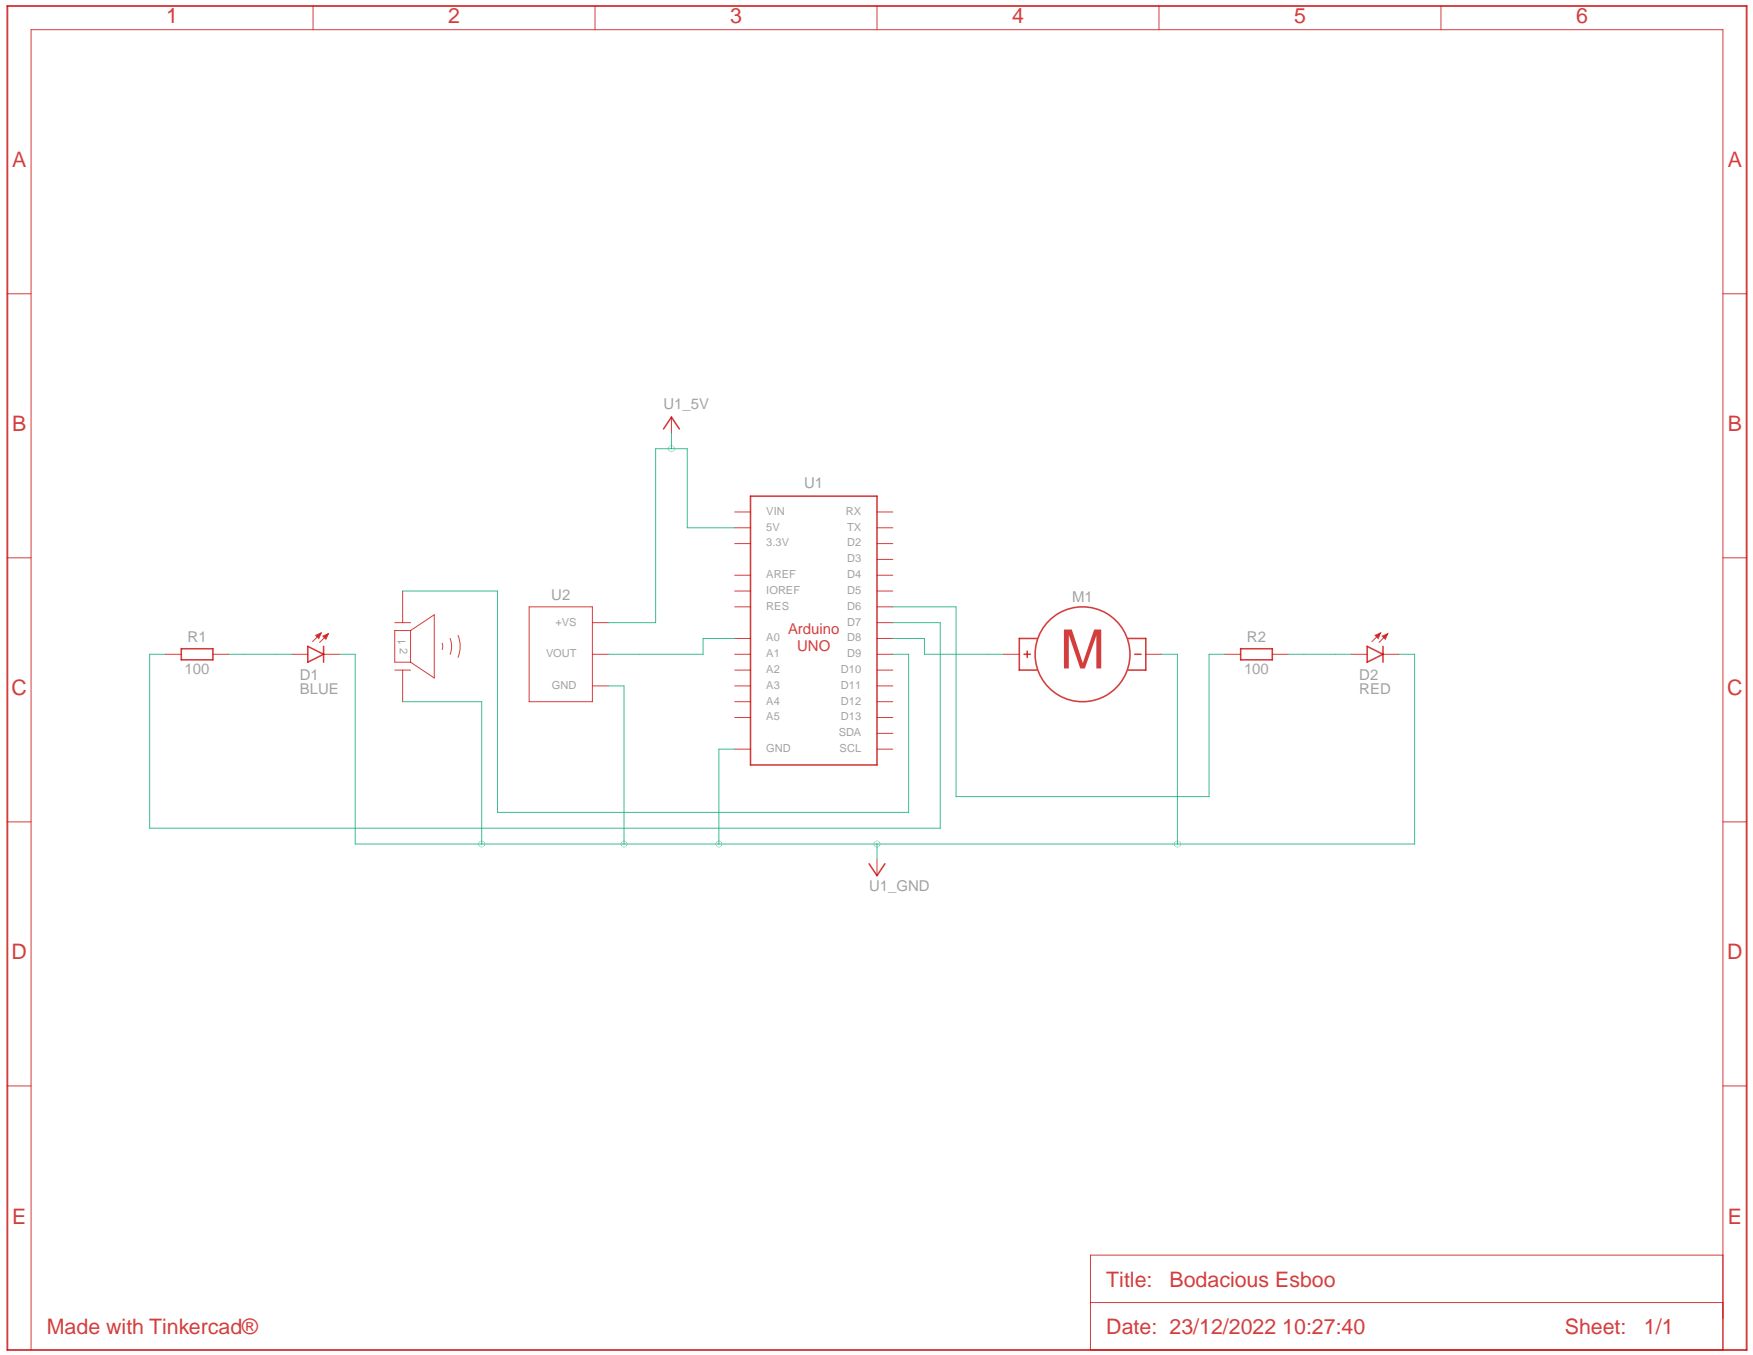 1 2 3 4 5 6
A A
B B
U1_5V
U1
VIN RX
5V TX
3.3V D2
D3
AREF D4
IOREF D5
RES D6
D7
A0 D8
A1 D9
A2 D10
A3 D11
A4 D12
A5 D13
SDA
GND SCL
Arduino
UNO
U2
+VS
VOUT
GND
M1
+ M -
R1
100
D1
BLUE
1 2
R2
100
D2
RED
C C
U1_GND
D D
E E
Title: Bodacious Esboo
Made with Tinkercad®
Date: 23/12/2022 10:27:40 Sheet: 1/1